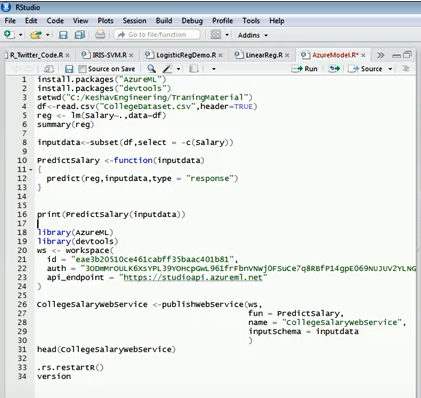 RStudio
File Edit Code View Plots Session Build Debug Profile Tools Help
Go to file/function Addins
R_Twitter_Code.R IRIS-SVM.R LogisticRegDemo.R LinearReg.R AzureModel.R*
Source on Save Run Source
1 install.packages("AzureML")
2 install.packages("devtools")
3 setwd("C:/KeshavEngineering/TraningMaterial")
4 df<-read.csv("CollegeDataset.csv",header=TRUE)
5 reg <- lm(Salary~.,data=df)
6 summary(reg)
7
8 inputdata<-subset(df,select = -c(Salary))
9
10 PredictSalary <-function(inputdata)
11 {
12 predict(reg,inputdata,type = "response")
13 }
14
15
16 print(PredictSalary(inputdata))
17
18 library(AzureML)
19 library(devtools)
20 ws <- workspace(
21 id = "eae3b20510ce461cabff35baac401b81",
22 auth =
23 api_endpoint = "https://studioapi.azureml.net"
24 )
25
26 CollegeSalaryWebService <-publishWebService(ws,
27 fun = PredictSalary,
28 name = "CollegeSalaryWebService",
29 inputSchema = inputdata
30 )
31 head(CollegeSalaryWebService)
32
33 .rs.restartR()
34 version